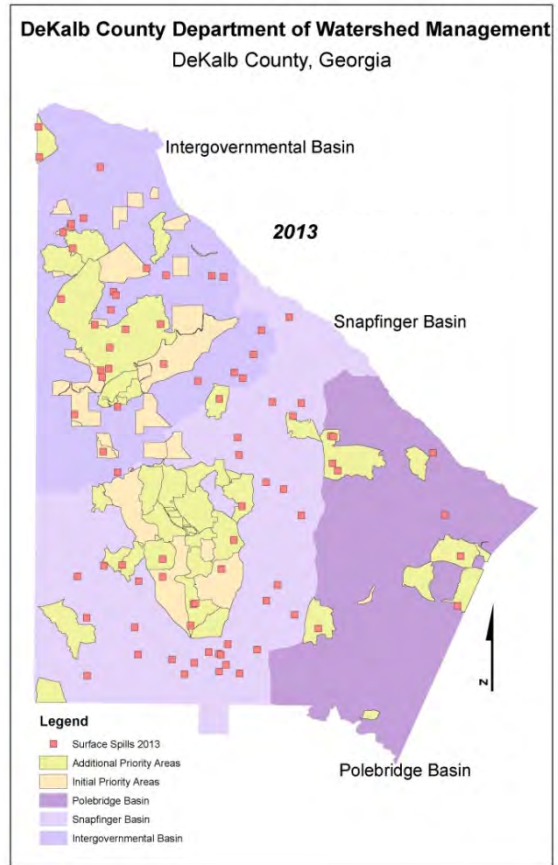 DeKalb County Department of Watershed Management
DeKalb County, Georgia
Intergovernmental Basin
2013
Snapfinger Basin
Z
Legend
Surface Spills 2013
Additional Priority Areas
Initial Priority Areas
Polebridge Basin
Snapfinger Basin
Intergovernmental Basin
Polebridge Basin